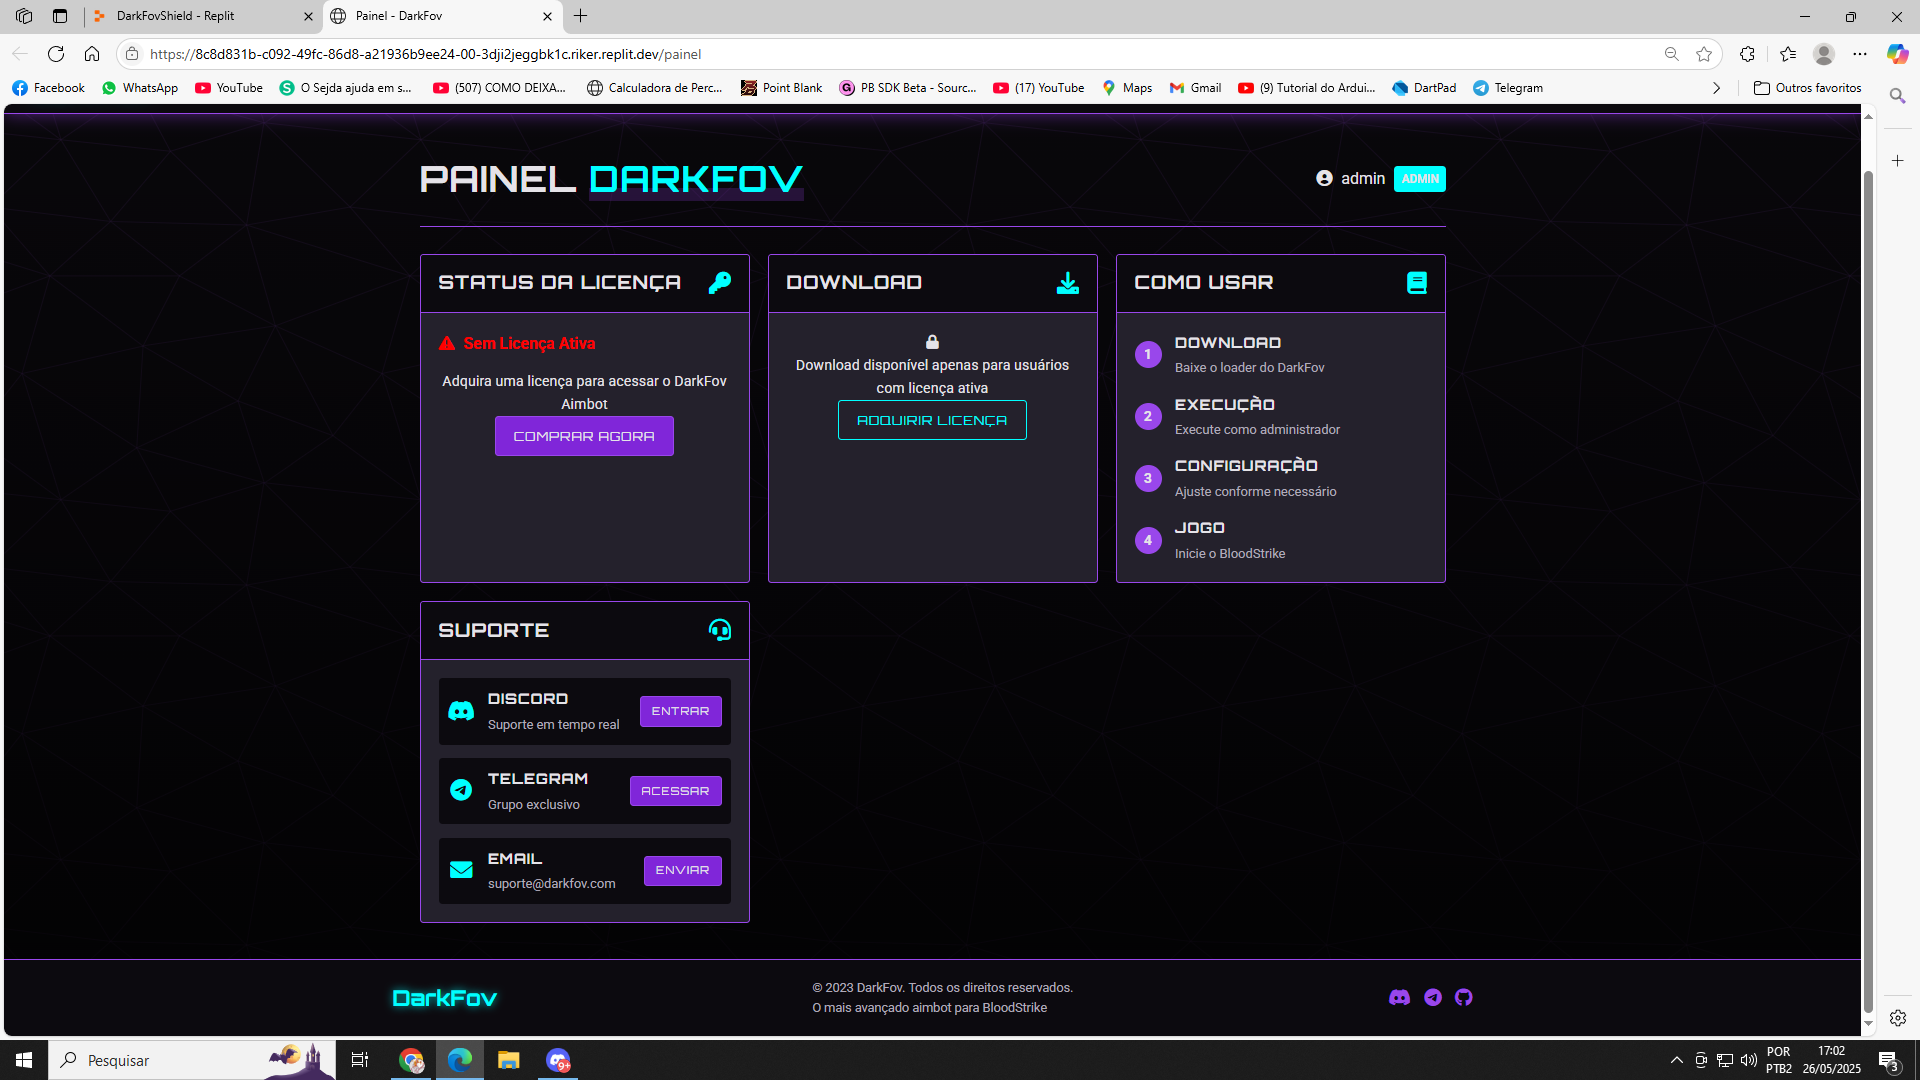 DarkFovShield - Replit
Painel - DarkFov
https://8c8d831b-c092-49fc-86d8-a21936b9ee24-00-3dji2jeggbk1c.riker.replit.dev/painel
Facebook
WhatsApp
YouTube
O Sejda ajuda em s...
(507) COMO DEIXA...
Calculadora de Perc...
Point Blank
PB SDK Beta - Sourc...
(17) YouTube
Maps
Gmail
(9) Tutorial do Ardui...
DartPad
Telegram
Outros favoritos
PAINEL DARKFOV
admin ADMIN
STATUS DA LICENÇA
Sem Licença Ativa
Adquira uma licença para acessar o DarkFov
Aimbot
COMPRAR AGORA
DOWNLOAD
Download disponível apenas para usuários
com licença ativa
ADQUIRIR LICENÇA
COMO USAR
1 DOWNLOAD
Baixe o loader do DarkFov
2 EXECUÇÃO
Execute como administrador
3 CONFIGURAÇÃO
Ajuste conforme necessário
4 JOGO
Inicie o BloodStrike
SUPORTE
DISCORD
Suporte em tempo real
ENTRAR
TELEGRAM
Grupo exclusivo
ACESSAR
EMAIL
suporte@darkfov.com
ENVIAR
DarkFov
© 2023 DarkFov. Todos os direitos reservados.
O mais avançado aimbot para BloodStrike
Pesquisar
9+
POR
PTB2
17:02
26/05/2025
3